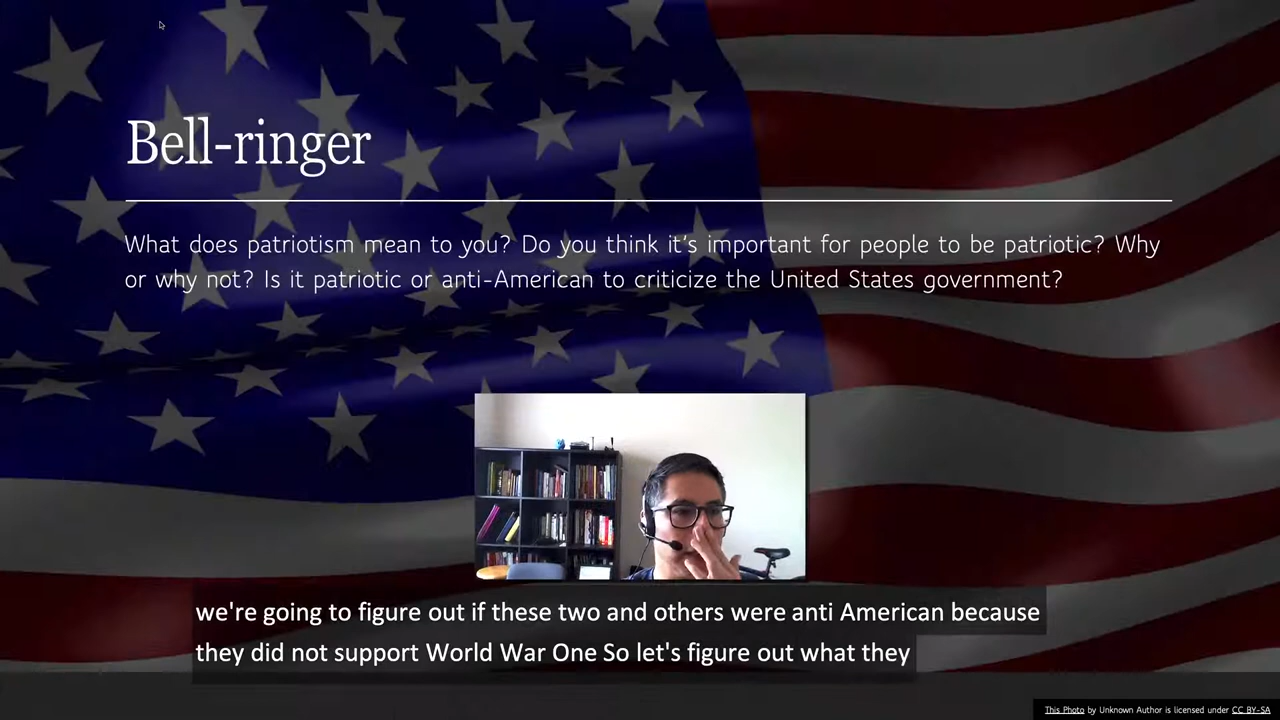 Bell-ringer
What does patriotism mean to you? Do you think it's important for people to be patriotic? Why
or why not? Is it patriotic or anti-American to criticize the United States government?
we're going to figure out if these two and others were anti American because
they did not support World War One So let's figure out what they
This Photo by Unknown Author is licensed under CC BY-SA